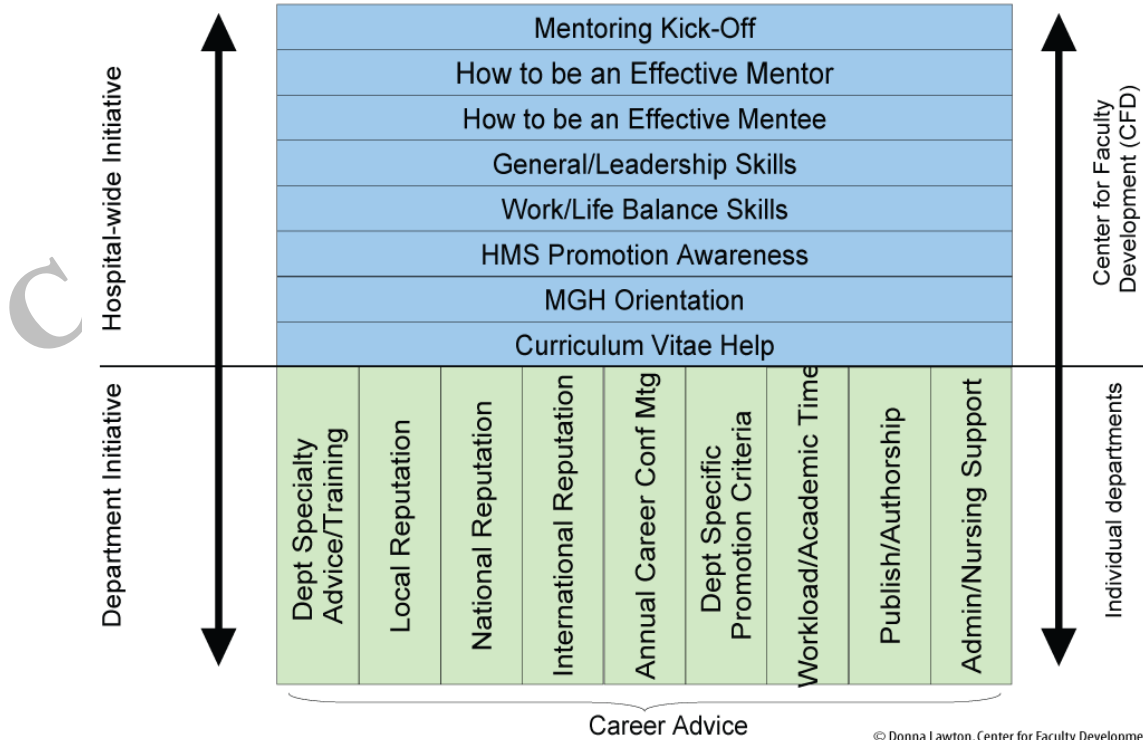 Mentoring Kick-Off
How to be an Effective Mentor
How to be an Effective Mentee
General/Leadership Skills
Work/Life Balance Skills
HMS Promotion Awareness
MGH Orientation
Curriculum Vitae Help
Hospital-wide Initiative
Center for Faculty
Development (CFD)
C
Department Initiative
Dept Specialty
Advice/Training
Local Reputation
National Reputation
International Reputation
Annual Career Conf Mtg
Dept Specific
Promotion Criteria
Workload/Academic Time
Publish/Authorship
Admin/Nursing Support
Individual departments
Career Advice
© Donna Lawton, Center for Faculty Developme